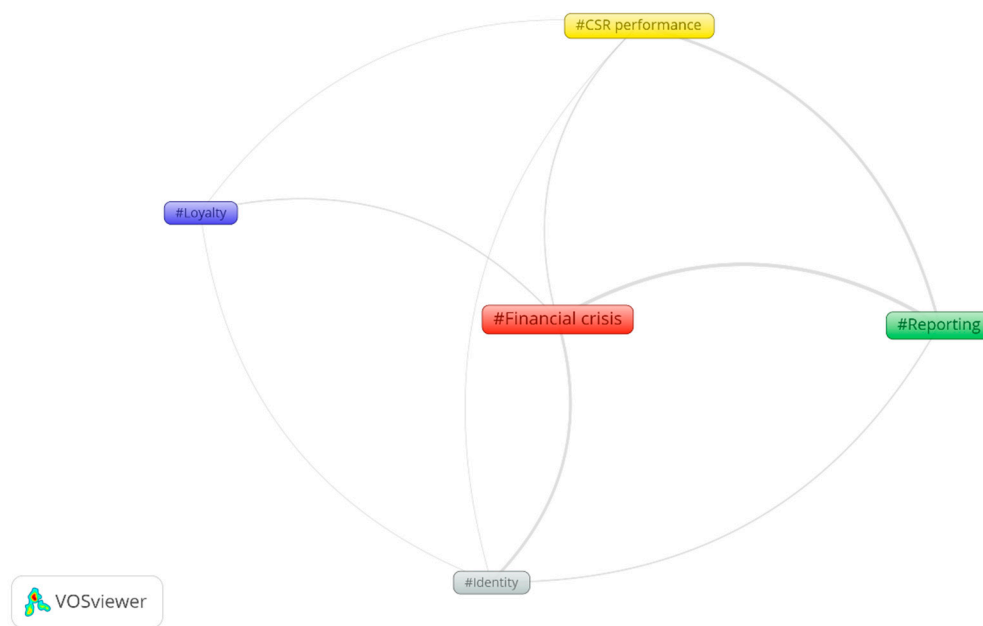 #CSR performance
#Loyalty
#Financial crisis
#Reporting
#Identity
VOSviewer